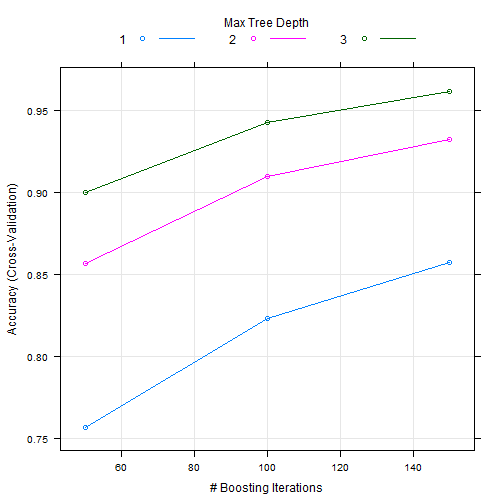 Max Tree Depth
1 2 3
Accuracy (Cross-Validation)
0.95
0.90
0.85
0.80
0.75
60 80 100 120 140
# Boosting Iterations